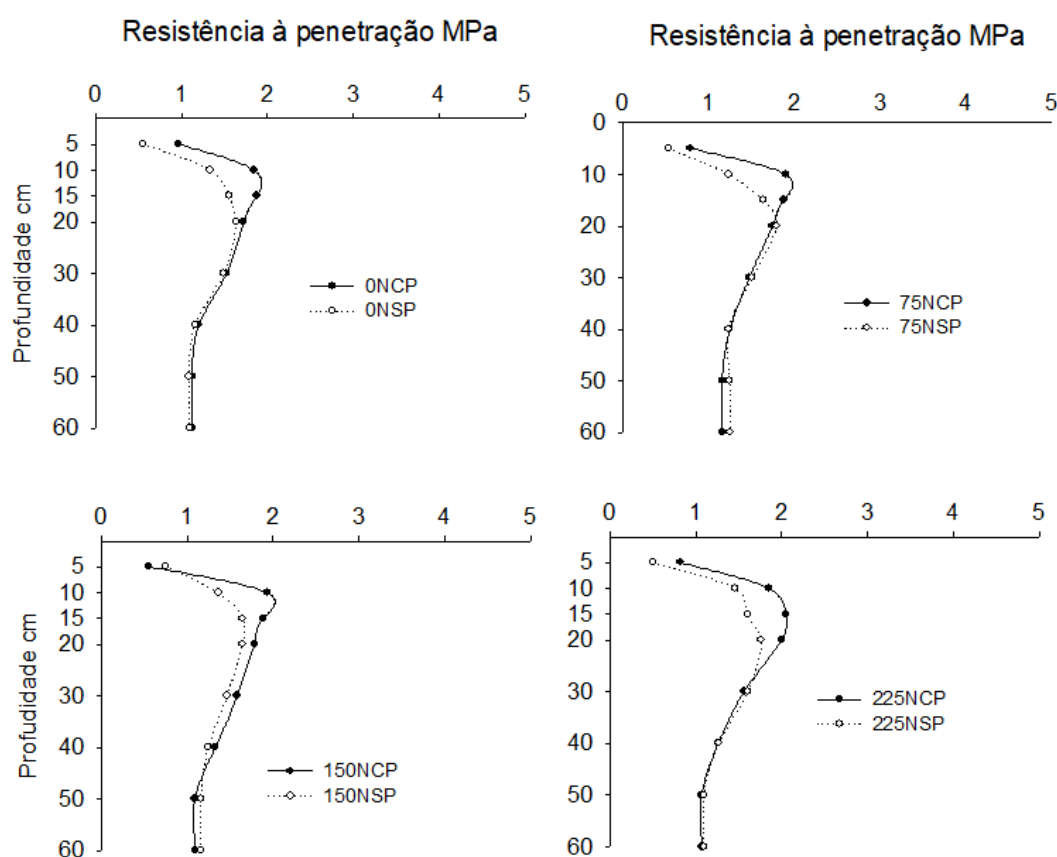 Resistência à penetração MPa
0 1 2 3 4 5
5
10
15
20
30
40
50
60
Profundidade cm
0NCP
0NSP
Resistência à penetração MPa
0 1 2 3 4 5
0
5
10
15
20
30
40
50
60
75NCP
75NSP
0 1 2 3 4 5
5
10
15
20
30
40
50
60
Profudidade cm
150NCP
150NSP
0 1 2 3 4 5
5
10
15
20
30
40
50
60
225NCP
225NSP